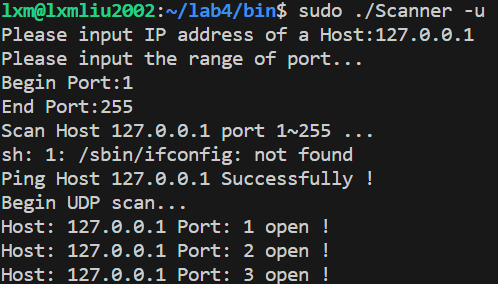 lxm@lxmliu2002:~/lab4/bin$ sudo ./Scanner -u
Please input IP address of a Host:127.0.0.1
Please input the range of port...
Begin Port:1
End Port:255
Scan Host 127.0.0.1 port 1~255 ...
sh: 1: /sbin/ifconfig: not found
Ping Host 127.0.0.1 Successfully !
Begin UDP scan...
Host: 127.0.0.1 Port: 1 open !
Host: 127.0.0.1 Port: 2 open !
Host: 127.0.0.1 Port: 3 open !